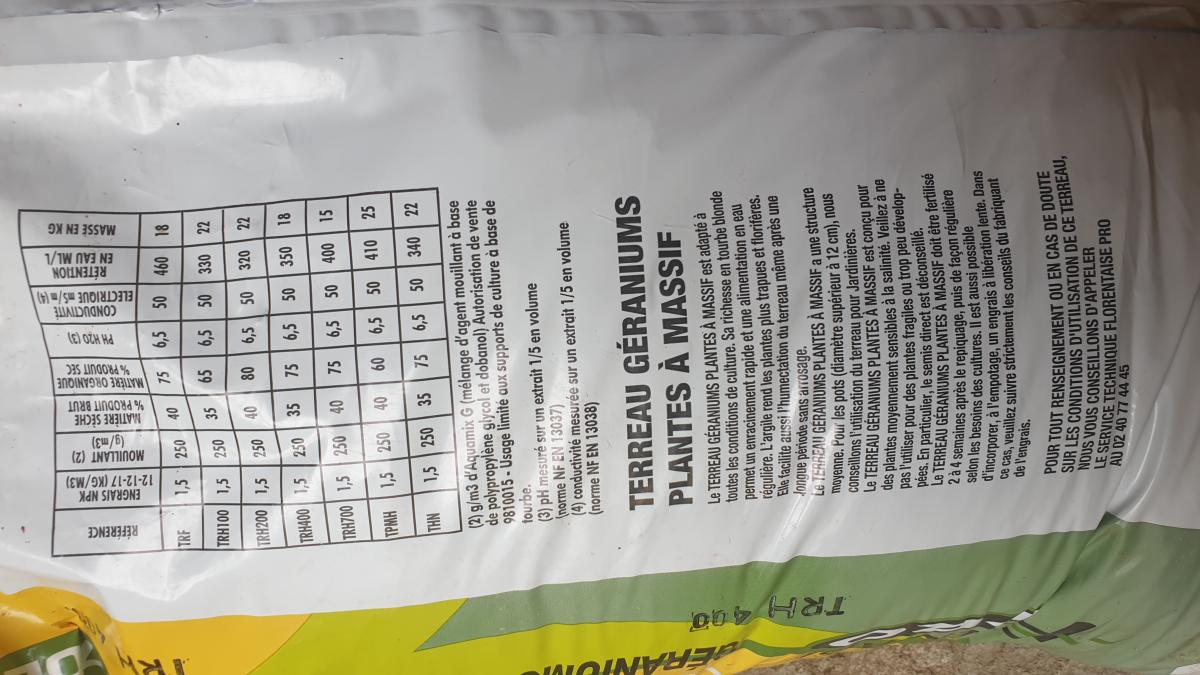 RÉFÉRENCE ENGRAIS NPK 12-12-17 (KG/M3) MOUILLANT (2) (g/m3) MATIÈRE SÈCHE % PRODUIT BRUT MATIÈRE ORGANIQUE % PRODUIT SEC PH H2O (3) CONDUCTIVITÉ ELECTRIQUE m5/m (4) RÉTENTION EN EAU ML/L MASSE EN KG
TRF 1,5 250 40 75 6,5 50 460 18
TRH100 1,5 250 35 65 6,5 50 330 22
TRH200 1,5 250 40 80 6,5 50 320 22
TRH400 1,5 250 35 75 6,5 50 350 18
TRH700 1,5 250 40 75 6,5 50 400 15
TPMH 1,5 250 40 60 6,5 50 410 25
THN 1,5 250 35 75 6,5 50 340 22
(2) g/m3 d'Aquamix G (mélange d'agent mouillant à base
de polypropylène glycol et dobanol) Autorisation de vente
9810015 - Usage limité aux supports de culture à base de
tourbe.
(3) pH mesuré sur un extrait 1/5 en volume
(norme NF EN 13037)
(4) conductivité mesurée sur un extrait 1/5 en volume
(norme NF EN 13038)
TERREAU GÉRANIUMS
PLANTES À MASSIF
Le TERREAU GÉRANIUMS PLANTES À MASSIF est adapté à
toutes les conditions de culture. Sa richesse en tourbe blonde
permet un enracinement rapide et une alimentation en eau
régulière. L'argile rend les plantes plus trapues et florifères.
Elle facilite aussi l'humectation du terreau même après une
longue période sans arrosage.
Le TERREAU GÉRANIUMS PLANTES À MASSIF a une structure
moyenne. Pour les pots (diamètre supérieur à 12 cm), nous
conseillons l'utilisation du terreau pour Jardinières.
Le TERREAU GÉRANIUMS PLANTES À MASSIF est conçu pour
des plantes moyennement sensibles à la salinité. Veillez à ne
pas l'utiliser pour des plantes fragiles ou trop peu dévelop-
pées. En particulier, le semis direct est déconseillé.
Le TERREAU GÉRANIUMS PLANTES À MASSIF doit être fertilisé
2 à 4 semaines après le repiquage, puis de façon régulière
selon les besoins des cultures. Il est aussi possible
d'incorporer, à l'empotage, un engrais à libération lente. Dans
ce cas, veuillez suivre strictement les conseils du fabriquant
de l'engrais.
POUR TOUT RENSEIGNEMENT OU EN CAS DE DOUTE
SUR LES CONDITIONS D'UTILISATION DE CE TERREAU,
NOUS VOUS CONSEILLONS D'APPELER
LE SERVICE TECHNIQUE FLORENTAISE PRO
AU 02 40 777 44 45
TRH 400